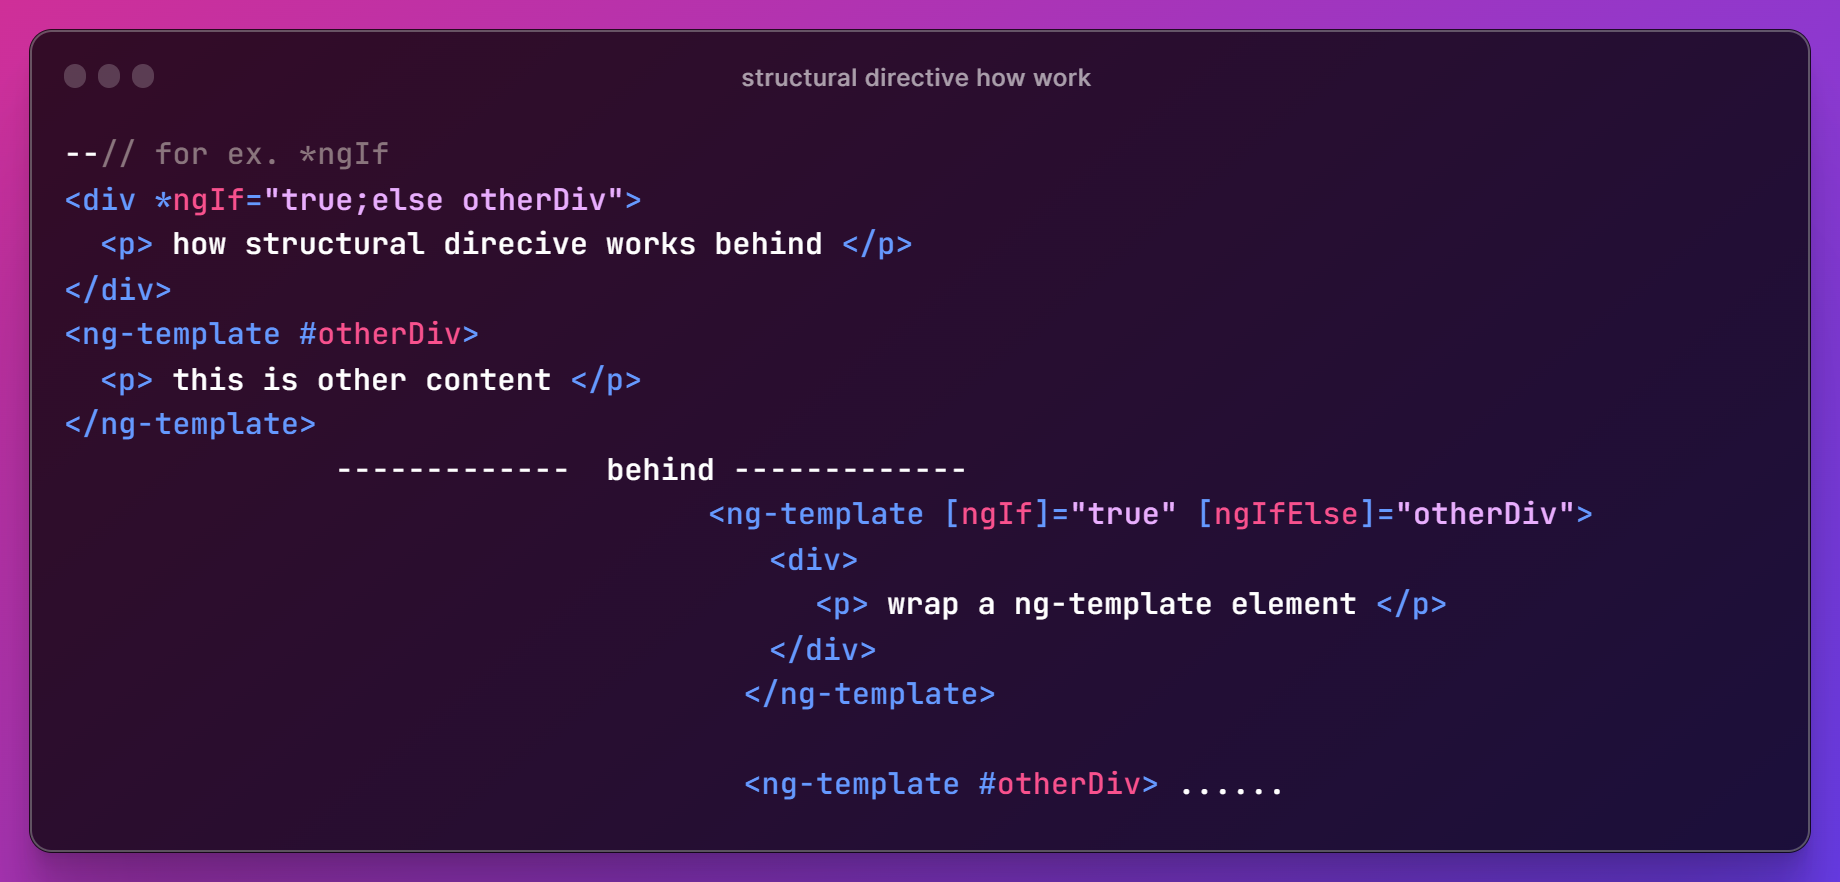 structural directive how work
--// for ex. *ngIf
<div *ngIf="true;else otherDiv">
<p> how structural direcive works behind </p>
</div>
<ng-template #otherDiv>
<p> this is other content </p>
</ng-template>
------------- behind -------------
<ng-template [ngIf]="true" [ngIfElse]="otherDiv">
<div>
<p> wrap a ng-template element </p>
</div>
</ng-template>
<ng-template #otherDiv> ......